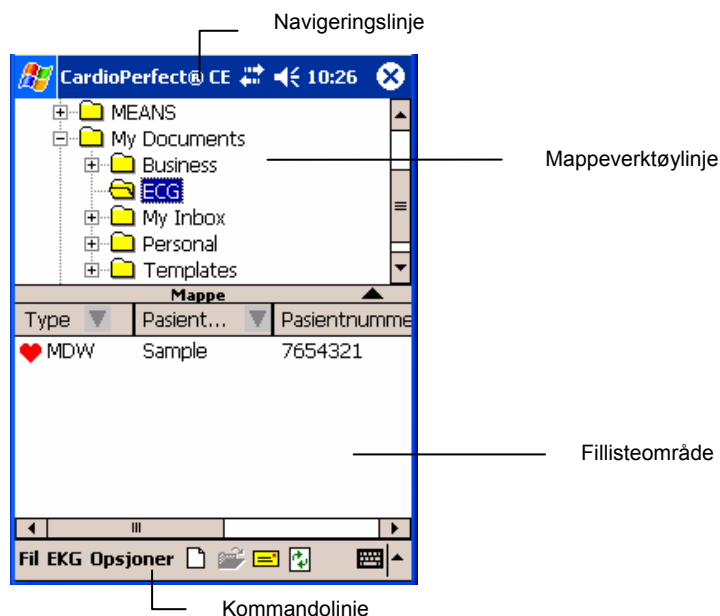 Navigeringslinje
CardioPerfect® CE 10:26
MEANS
My Documents
Business
Mappeverktøylinje
ECG
My Inbox
Personal
Templates
Mappe
Type Pasient... Pasientnumme
MDW Sample 7654321
Fillisteområde
Fil EKG Opsjoner
Kommandolinje